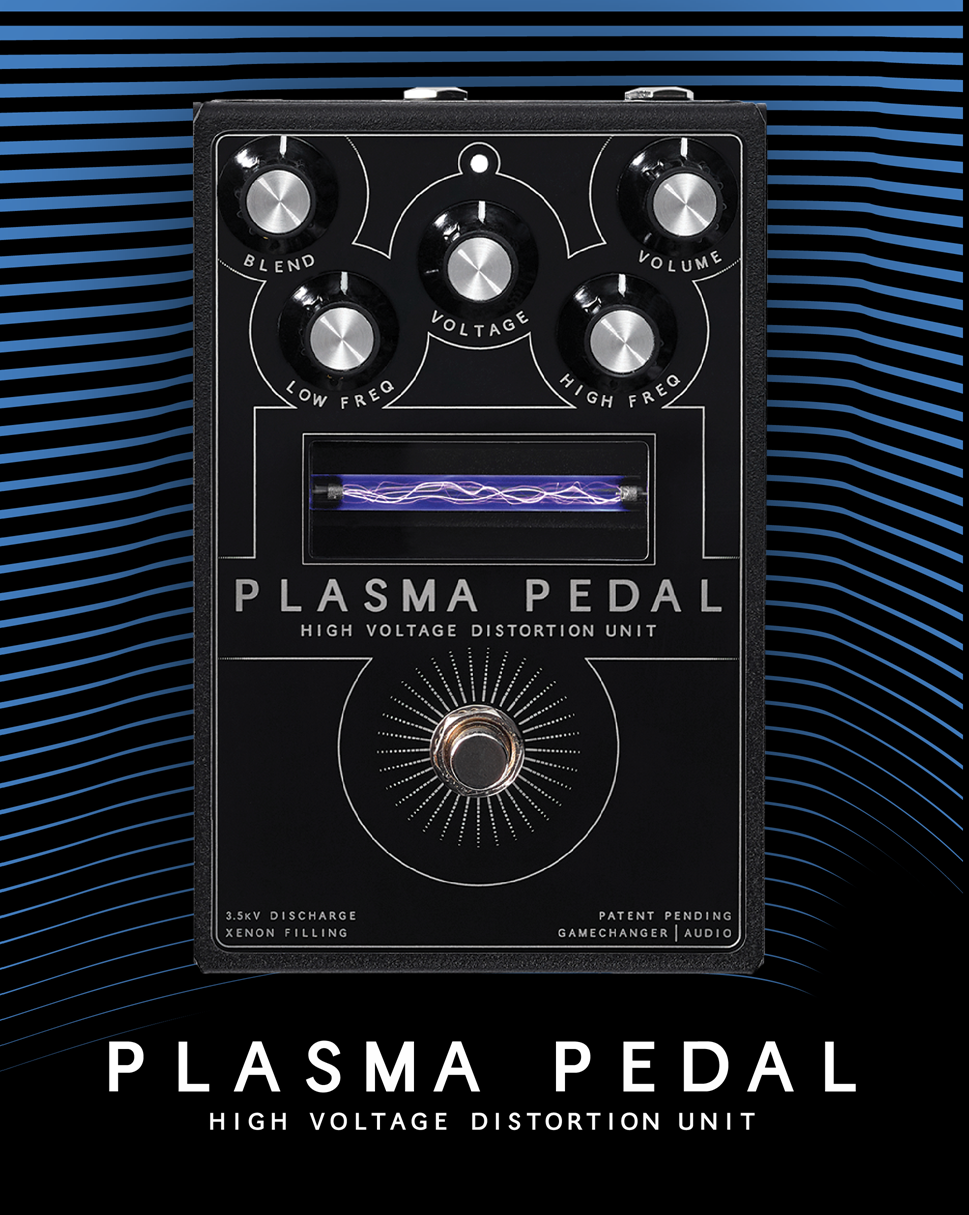 BLEND
VOLUME
VOLTAGE
LOW FREQ
HIGH FREQ
PLASMA PEDAL
HIGH VOLTAGE DISTORTION UNIT
3.5kV DISCHARGE
XENON FILLING
PATENT PENDING
GAMECHANGER | AUDIO
PLASMA PEDAL
HIGH VOLTAGE DISTORTION UNIT